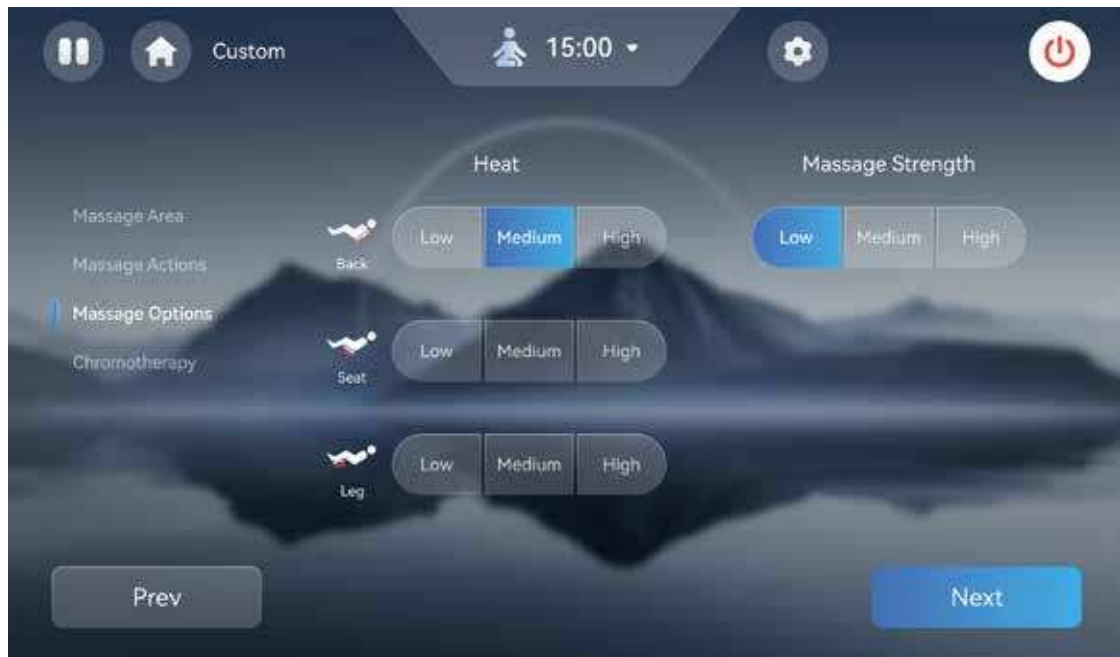 Custom
15:00
Heat
Massage Strength
Massage Area
Massage Actions
Massage Options
Chromotherapy
Back
Low Medium High
Low Medium High
Seat
Low Medium High
Leg
Low Medium High
Prev
Next